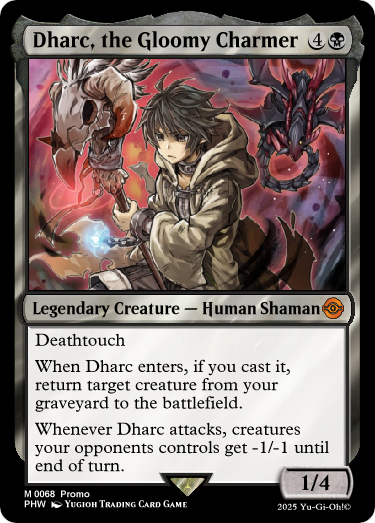 Dharc, the Gloomy Charmer 4
Legendary Creature — Human Shaman
Deathtouch
When Dharc enters, if you cast it,
return target creature from your
graveyard to the battlefield.
Whenever Dharc attacks, creatures
your opponents controls get -1/-1 until
end of turn.
1/4
M 0068 Promo
PHW Yugioh Trading Card Game
2025 Yu-Gi-Oh!©